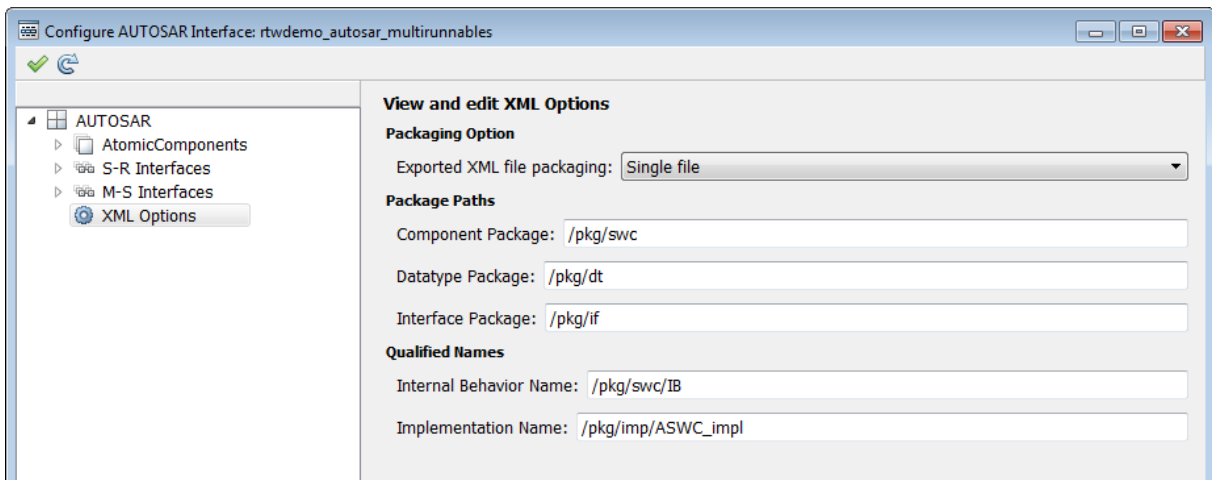 Configure AUTOSAR Interface: rtwdemo_autosar_multirunnables
AUTOSAR
AtomicComponents
S-R Interfaces
M-S Interfaces
XML Options
View and edit XML Options
Packaging Option
Exported XML file packaging: Single file
Package Paths
Component Package: /pkg/swc
Datatype Package: /pkg/dt
Interface Package: /pkg/if
Qualified Names
Internal Behavior Name: /pkg/swc/IB
Implementation Name: /pkg/imp/ASWC_impl